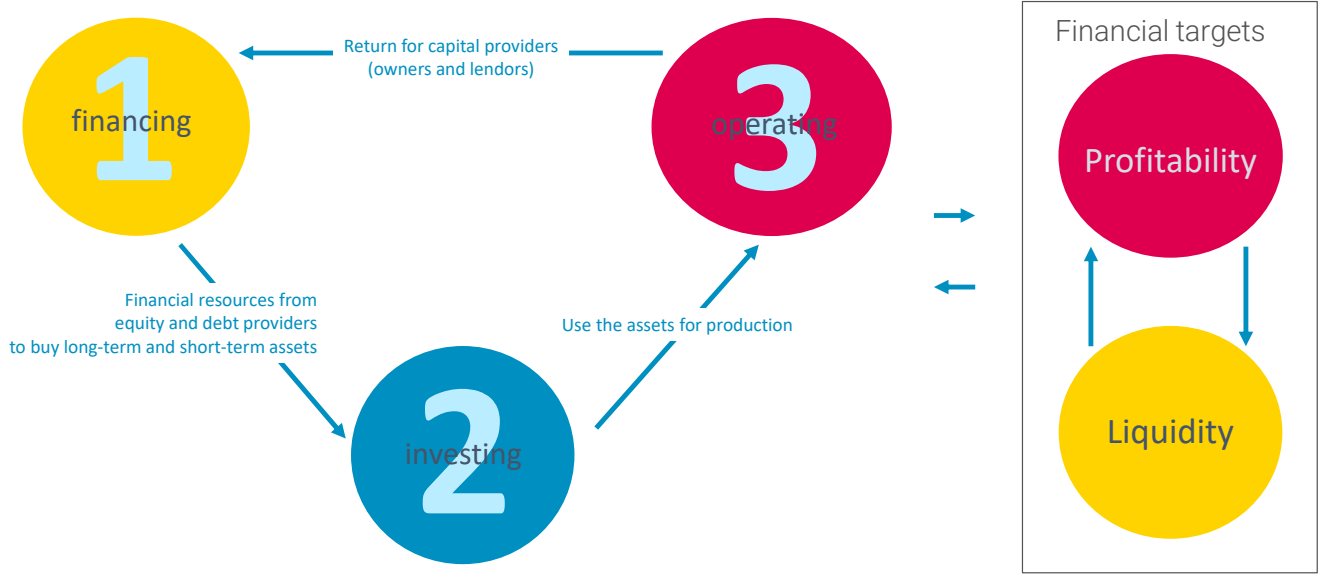 Return for capital providers
(owners and lendors)
1
financing
3
operating
Financial resources from
equity and debt providers
to buy long-term and short-term assets
Use the assets for production
2
investing
Financial targets
Profitability
Liquidity